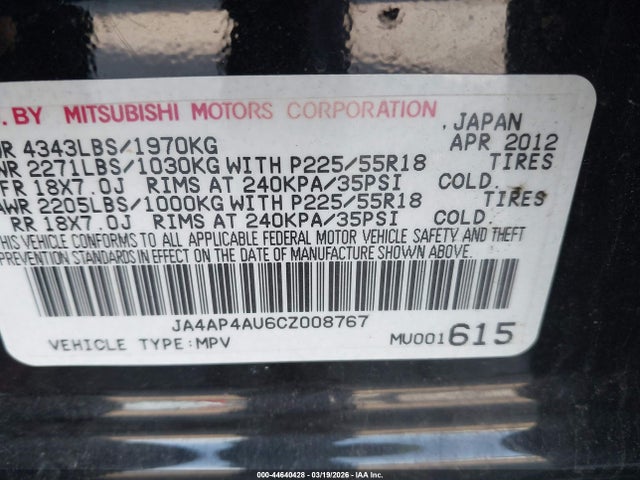 . BY MITSUBISHI MOTORS CORPORATION
, JAPAN
R 4343LBS/1970KG APR 2012
WR 2271LBS/1030KG WITH P225/55R18 TIRES
FR 18X7.0J RIMS AT 240KPA/35PSI COLD.
AWR 2205LBS/1000KG WITH P225/55R18 TIRES
RR 18X7.0J RIMS AT 240KPA/35PSI COLD.
THIS VEHICLE CONFORMS TO ALL APPLICABLE FEDERAL MOTOR VEHICLE SAFETY AND THEFT
PREVENTION STANDARDS IN EFFECT ON THE DATE OF MANUFACTURE SHOWN ABOVE.
JA4AP4AU6CZ008767
VEHICLE TYPE:MPV MU001615
000-44640428 - 03/19/2026 - IAA Inc.